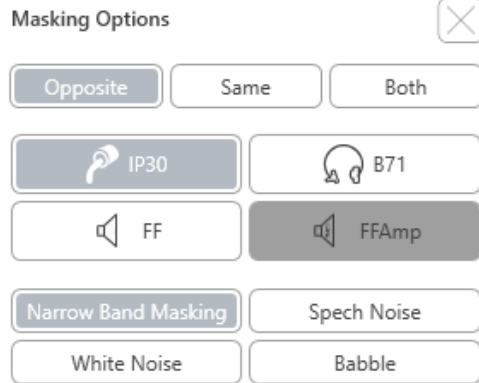 Masking Options
Opposite Same Both
IP30 B71
FF FFAmp
Narrow Band Masking Spech Noise
White Noise Babble